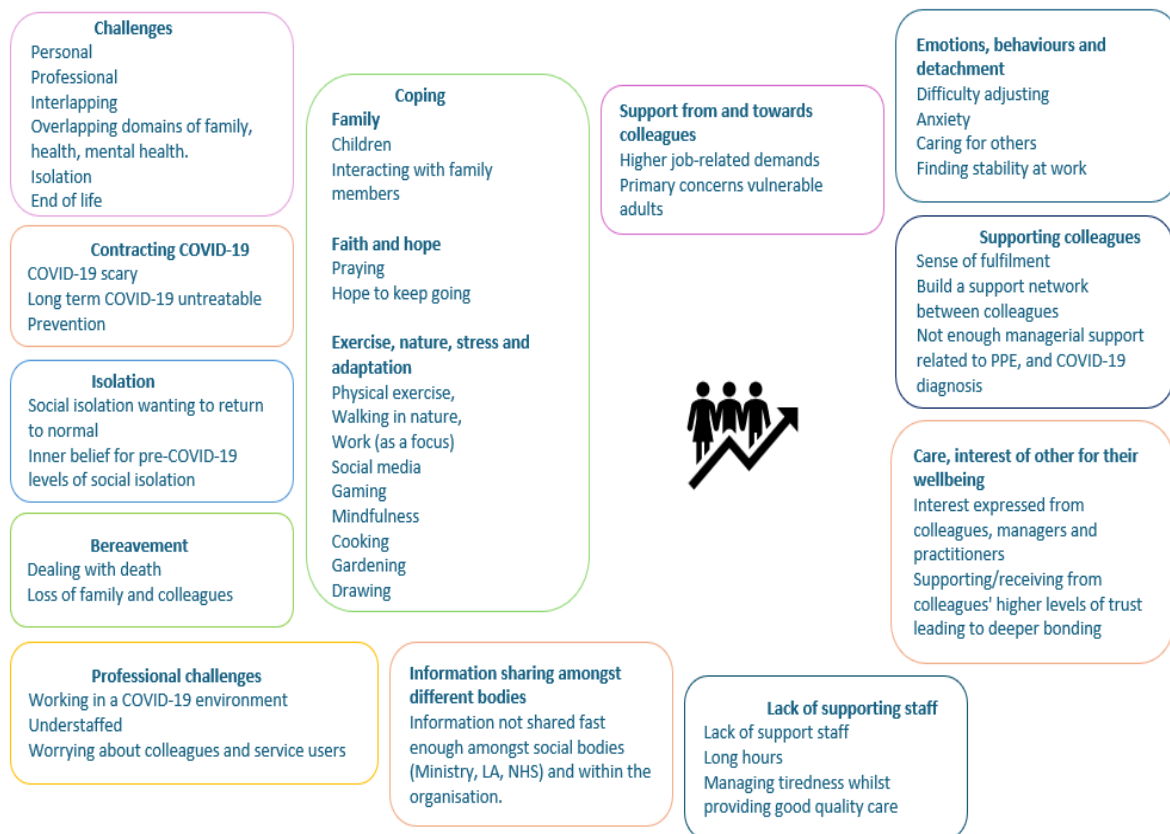 Challenges
Personal
Professional
Interlapping
Overlapping domains of family,
health, mental health.
Isolation
End of life
Contracting COVID-19
COVID-19 scary
Long term COVID-19 untreatable
Prevention
Isolation
Social isolation wanting to return
to normal
Inner belief for pre-COVID-19
levels of social isolation
Bereavement
Dealing with death
Loss of family and colleagues
Coping
Family
Children
Interacting with family
members
Faith and hope
Praying
Hope to keep going
Exercise, nature, stress and
adaptation
Physical exercise,
Walking in nature,
Work (as a focus)
Social media
Gaming
Mindfulness
Cooking
Gardening
Drawing
Support from and towards
colleagues
Higher job-related demands
Primary concerns vulnerable
adults
Emotions, behaviours and
detachment
Difficulty adjusting
Anxiety
Caring for others
Finding stability at work
Supporting colleagues
Sense of fulfilment
Build a support network
between colleagues
Not enough managerial support
related to PPE, and COVID-19
diagnosis
Care, interest of other for their
wellbeing
Interest expressed from
colleagues, managers and
practitioners
Supporting/receiving from
colleagues' higher levels of trust
leading to deeper bonding
Professional challenges
Working in a COVID-19 environment
Understaffed
Worrying about colleagues and service users
Information sharing amongst
different bodies
Information not shared fast
enough amongst social bodies
(Ministry, LA, NHS) and within the
organisation.
Lack of supporting staff
Lack of support staff
Long hours
Managing tiredness whilst
providing good quality care